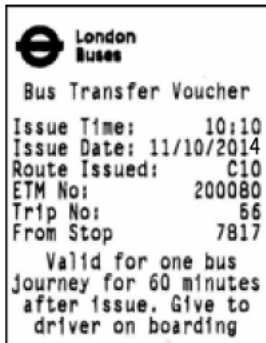 London
Buses
Bus Transfer Voucher
Issue Time: 10:10
Issue Date: 11/10/2014
Route Issued: C10
ETM No: 200080
Trip No: 56
From Stop 7817
Valid for one bus
journey for 60 minutes
after issue. Give to
driver on boarding